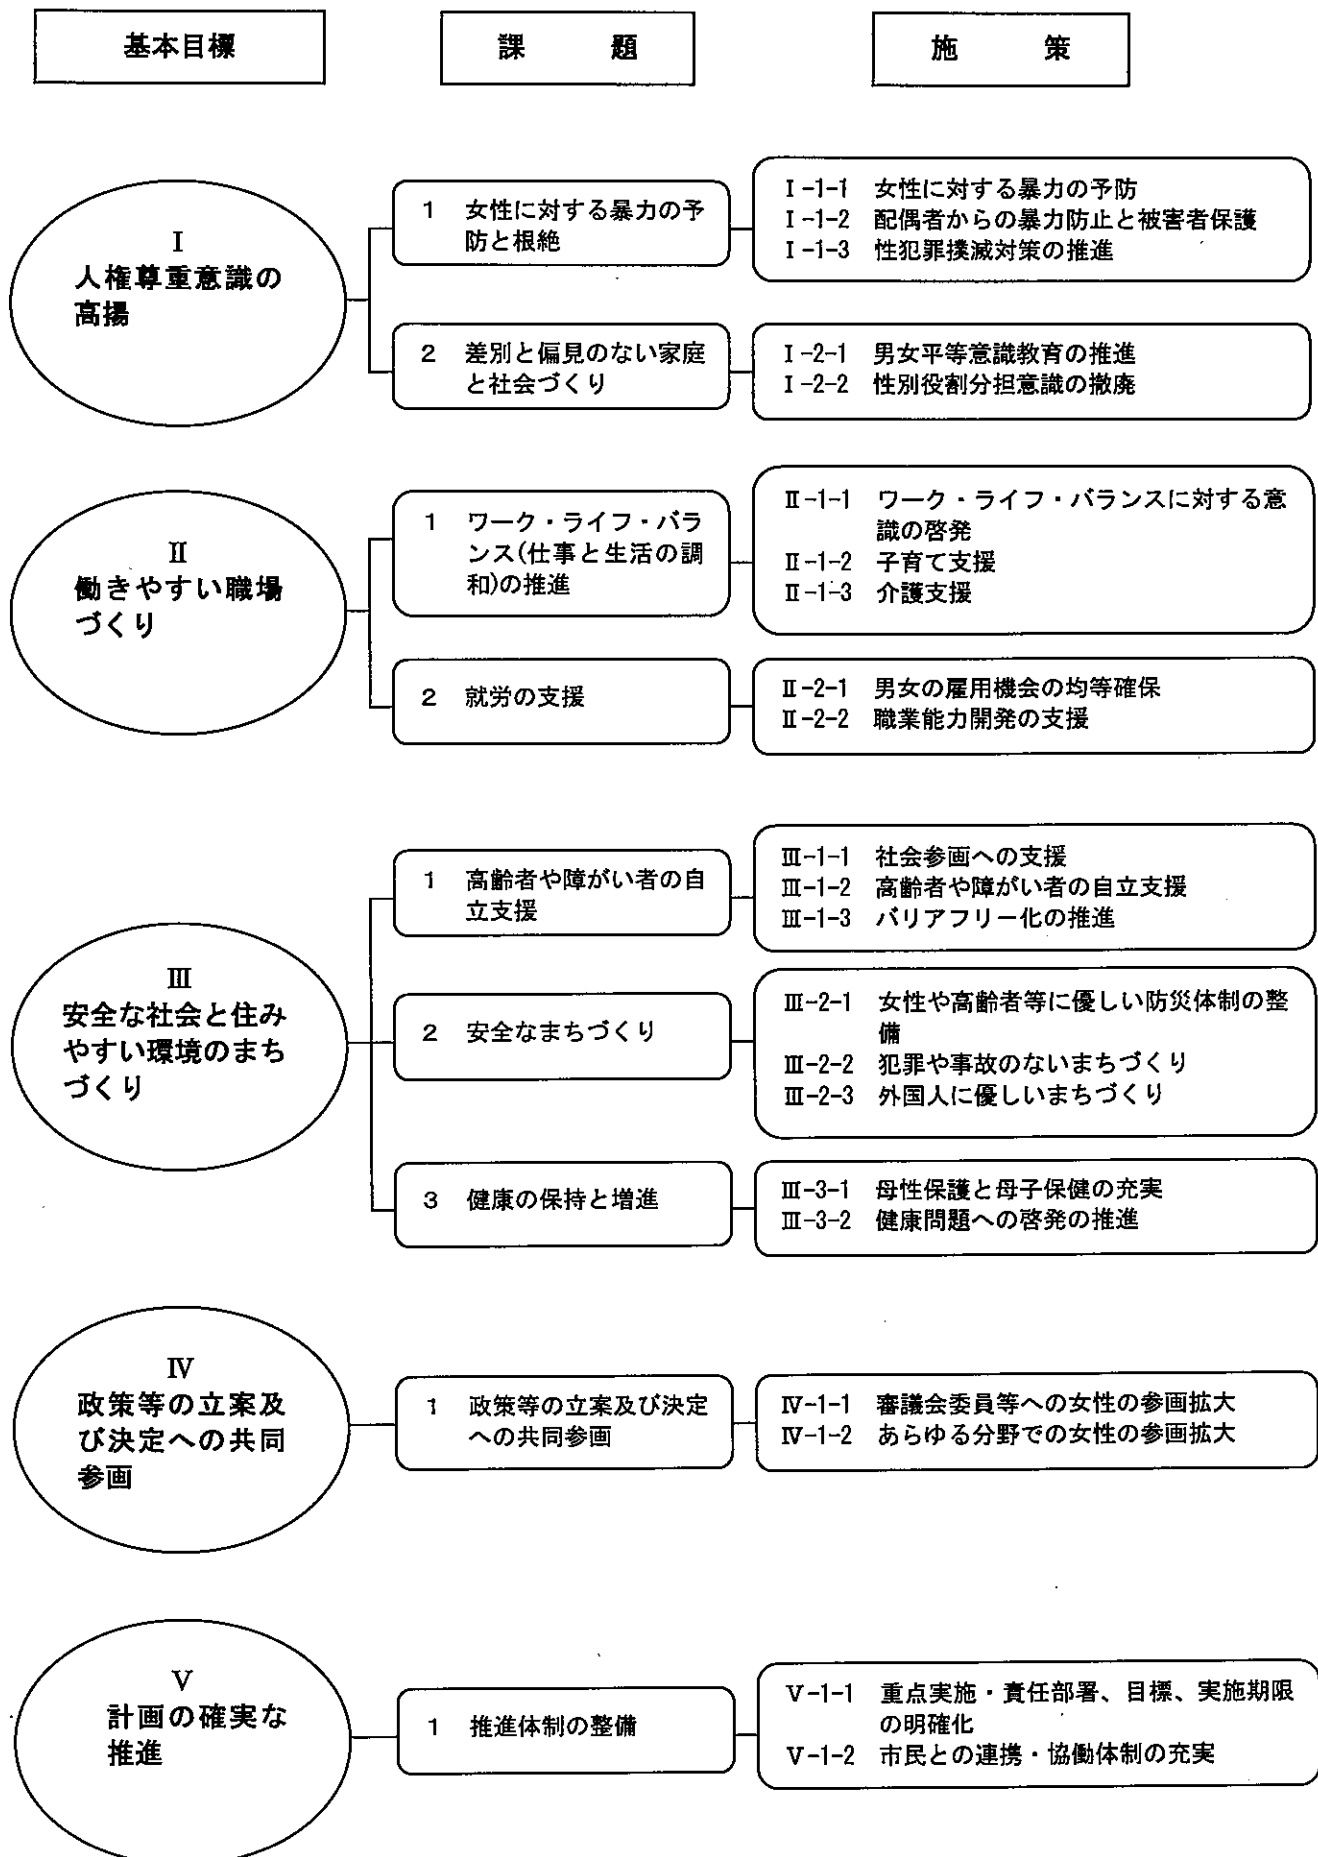 基本目標
課　　題
施　　策
Ⅰ
人権尊重意識の
高揚
1　女性に対する暴力の予
防と根絶
Ⅰ-1-1　女性に対する暴力の予防
Ⅰ-1-2　配偶者からの暴力防止と被害者保護
Ⅰ-1-3　性犯罪撲滅対策の推進
2　差別と偏見のない家庭
と社会づくり
Ⅰ-2-1　男女平等意識教育の推進
Ⅰ-2-2　性別役割分担意識の撤廃
Ⅱ
働きやすい職場
づくり
1　ワーク・ライフ・バラ
ンス(仕事と生活の調
和)の推進
Ⅱ-1-1　ワーク・ライフ・バランスに対する意
識の啓発
Ⅱ-1-2　子育て支援
Ⅱ-1-3　介護支援
2　就労の支援
Ⅱ-2-1　男女の雇用機会の均等確保
Ⅱ-2-2　職業能力開発の支援
Ⅲ
安全な社会と住み
やすい環境のまち
づくり
1　高齢者や障がい者の自
立支援
Ⅲ-1-1　社会参画への支援
Ⅲ-1-2　高齢者や障がい者の自立支援
Ⅲ-1-3　バリアフリー化の推進
2　安全なまちづくり
Ⅲ-2-1　女性や高齢者等に優しい防災体制の整
備
Ⅲ-2-2　犯罪や事故のないまちづくり
Ⅲ-2-3　外国人に優しいまちづくり
3　健康の保持と増進
Ⅲ-3-1　母性保護と母子保健の充実
Ⅲ-3-2　健康問題への啓発の推進
Ⅳ
政策等の立案及
び決定への共同
参画
1　政策等の立案及び決定
への共同参画
Ⅳ-1-1　審議会委員等への女性の参画拡大
Ⅳ-1-2　あらゆる分野での女性の参画拡大
Ⅴ
計画の確実な
推進
1　推進体制の整備
Ⅴ-1-1　重点実施・責任部署、目標、実施期限
の明確化
Ⅴ-1-2　市民との連携・協働体制の充実